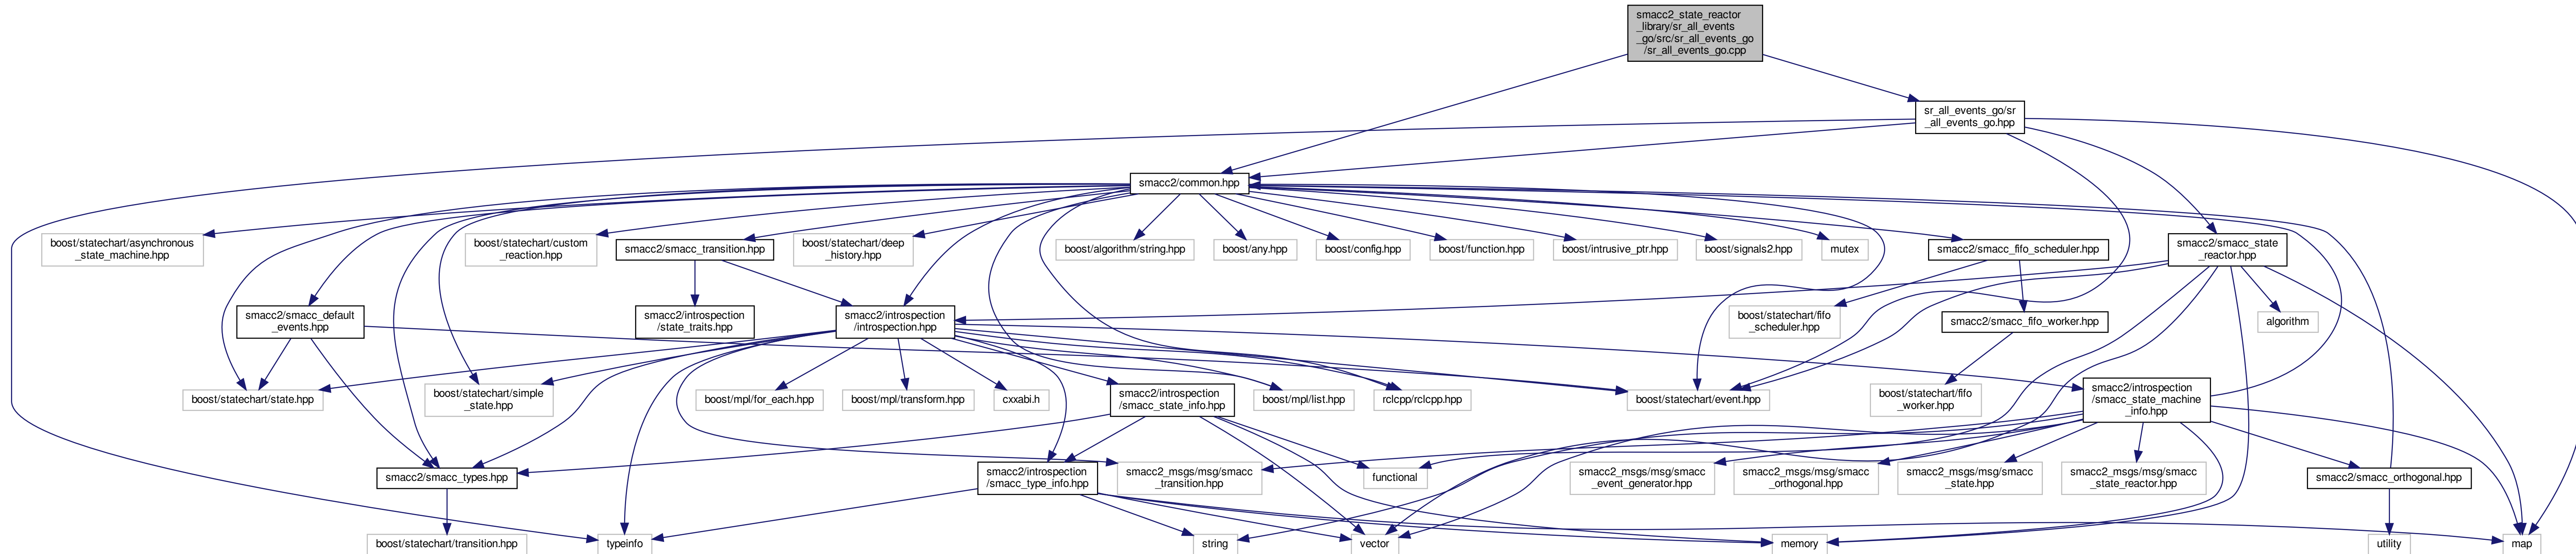 smacc2_state_reactor
_library/sr_all_events
_go/src/sr_all_events_go
/sr_all_events_go.cpp
sr_all_events_go/sr
_all_events_go.hpp
smacc2/common.hpp
boost/statechart/asynchronous
_state_machine.hpp
boost/statechart/custom
_reaction.hpp
smacc2/smacc_transition.hpp
boost/statechart/deep
_history.hpp
boost/algorithm/string.hpp
boost/any.hpp
boost/config.hpp
boost/function.hpp
boost/intrusive_ptr.hpp
boost/signals2.hpp
mutex
smacc2/smacc_fifo_scheduler.hpp
smacc2/smacc_state
_reactor.hpp
smacc2/smacc_default
_events.hpp
smacc2/introspection
/state_traits.hpp
smacc2/introspection
/introspection.hpp
boost/statechart/fifo
_scheduler.hpp
smacc2/smacc_fifo_worker.hpp
algorithm
boost/statechart/state.hpp
boost/statechart/simple
_state.hpp
boost/mpl/for_each.hpp
boost/mpl/transform.hpp
cxxabi.h
smacc2/introspection
/smacc_state_info.hpp
boost/mpl/list.hpp
rclcpp/rclcpp.hpp
boost/statechart/event.hpp
boost/statechart/fifo
_worker.hpp
smacc2/introspection
/smacc_state_machine
_info.hpp
smacc2/smacc_types.hpp
smacc2/introspection
/smacc_type_info.hpp
smacc2_msgs/msg/smacc
_transition.hpp
functional
smacc2_msgs/msg/smacc
_event_generator.hpp
smacc2_msgs/msg/smacc
_orthogonal.hpp
smacc2_msgs/msg/smacc
_state.hpp
smacc2_msgs/msg/smacc
_state_reactor.hpp
smacc2/smacc_orthogonal.hpp
boost/statechart/transition.hpp
typeinfo
string
vector
memory
utility
map